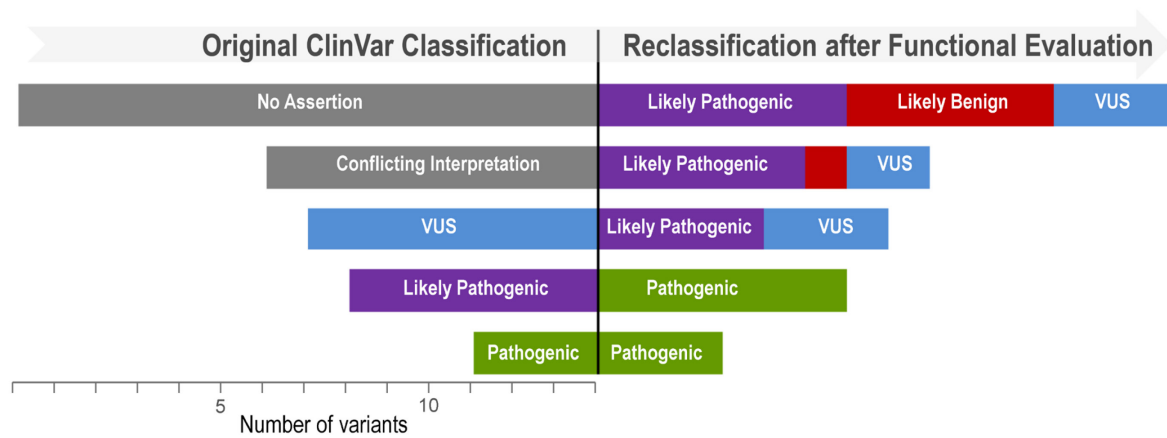 Original ClinVar Classification
Reclassification after Functional Evaluation
No Assertion
Likely Pathogenic
Likely Benign
VUS
Conflicting Interpretation
Likely Pathogenic
VUS
VUS
Likely Pathogenic
VUS
Likely Pathogenic
Pathogenic
Pathogenic
Pathogenic
5
10
Number of variants